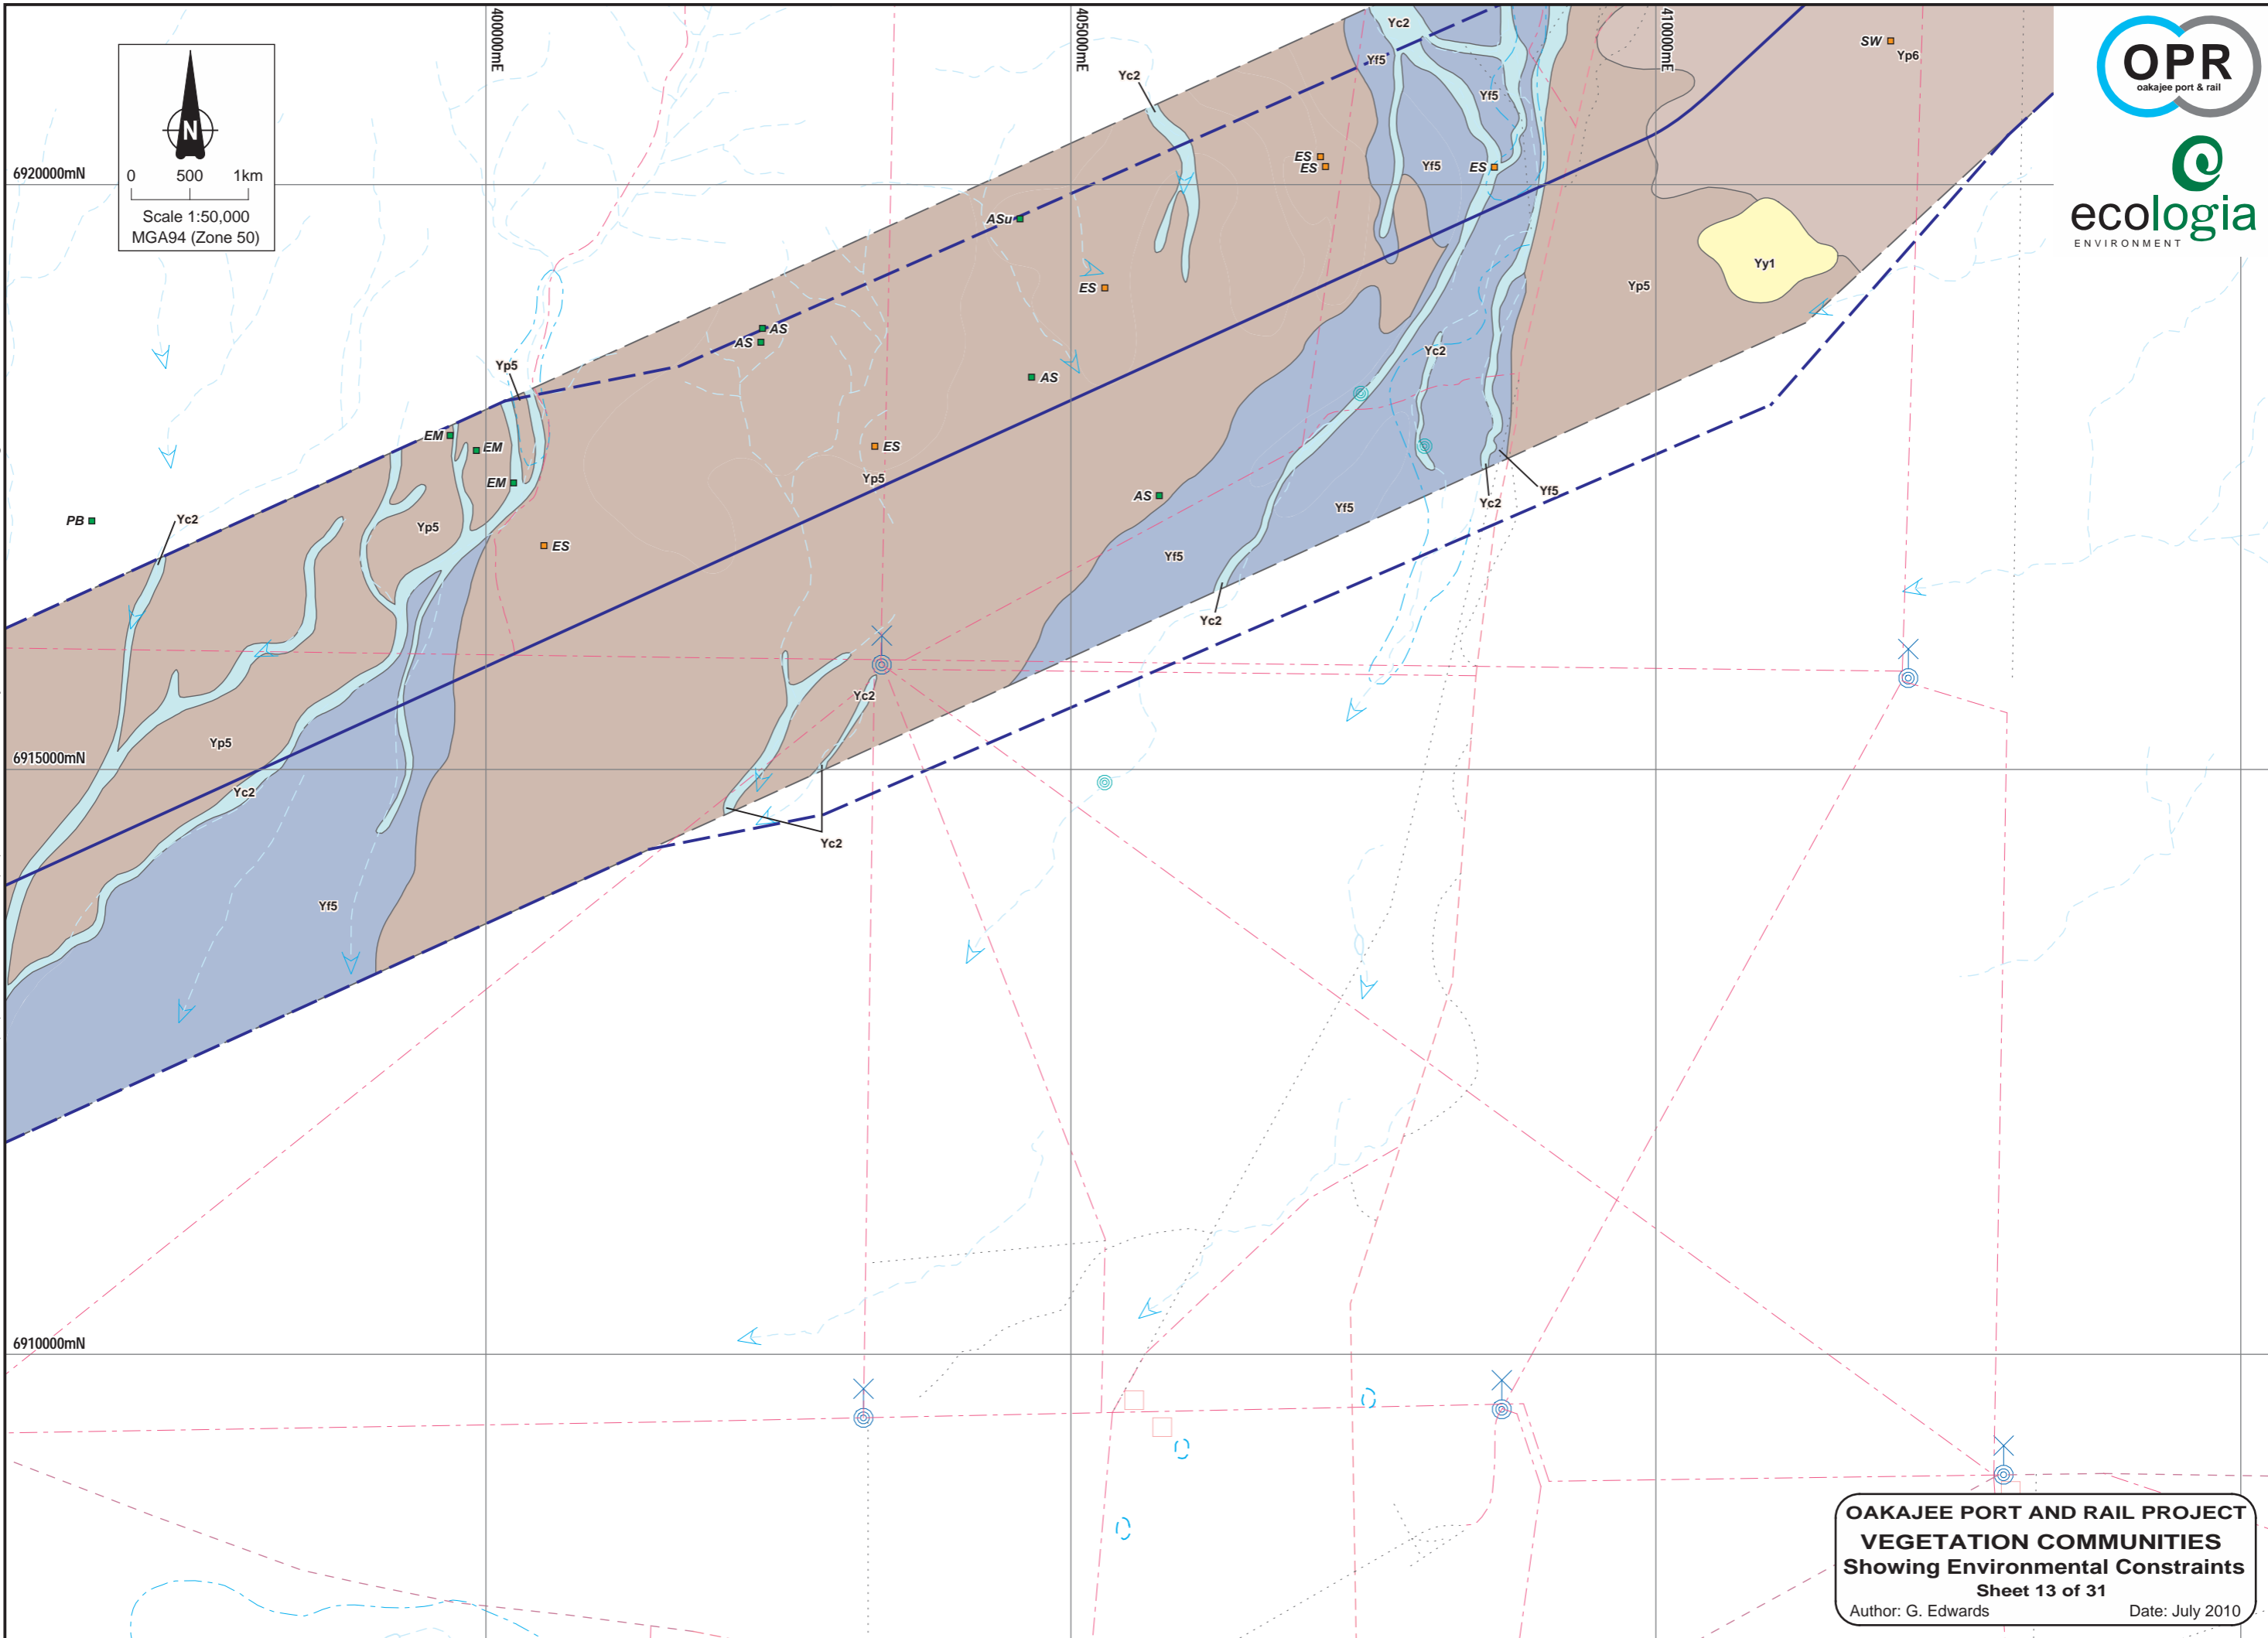 400000mE
405000mE
410000mE
N
0 500 1km
Scale 1:50,000
MGA94 (Zone 50)
OPR
oakajee port & rail
ecologia
ENVIRONMENT
Yc2
SW
Yp6
Yf5
Yc2
Yf5
ES
ES
Yf5
ES
6920000mN
ASu
Yy1
ES
Yp5
AS
AS
Yc2
Yp5
AS
EM
EM
ES
Yp5
EM
Yf5
AS
Yc2
Yf5
PB
Yc2
Yp5
ES
Yf5
Yc2
Yc2
Yp5
6915000mN
Yc2
Yc2
Yf5
6910000mN
OAKAJEE PORT AND RAIL PROJECT
VEGETATION COMMUNITIES
Showing Environmental Constraints
Sheet 13 of 31
Author: G. Edwards Date: July 2010